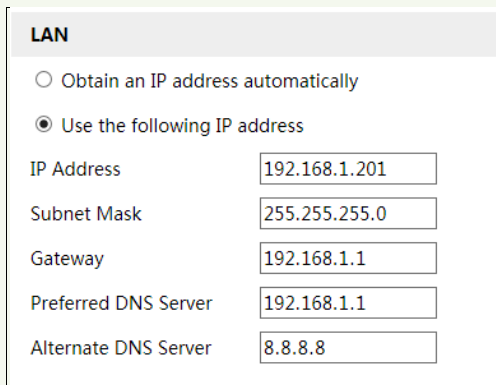 LAN
Obtain an IP address automatically
Use the following IP address
IP Address 192.168.1.201
Subnet Mask 255.255.255.0
Gateway 192.168.1.1
Preferred DNS Server 192.168.1.1
Alternate DNS Server 8.8.8.8